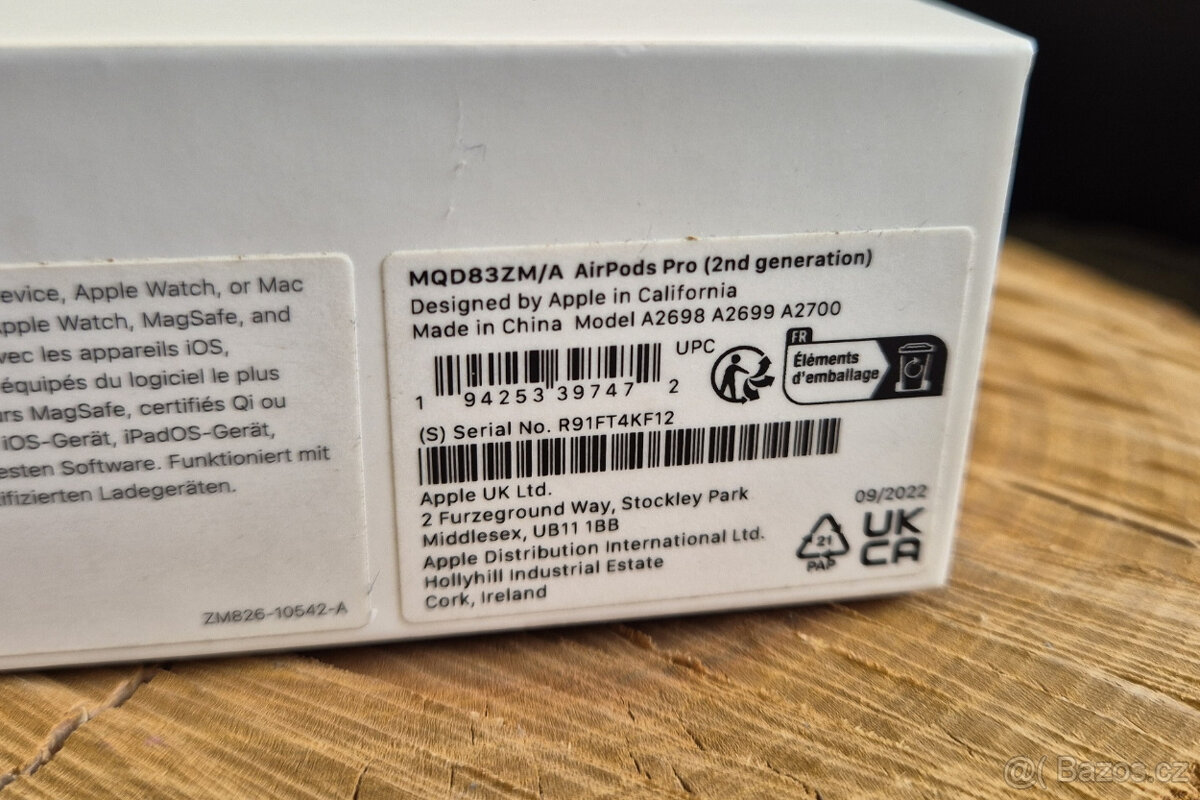 evice, Apple Watch, or Mac
Apple Watch, MagSafe, and
vec les appareils iOS,
équipés du logiciel le plus
urs MagSafe, certifiés Qi ou
iOS-Gerät, iPadOS-Gerät,
esten Software. Funktioniert mit
tifizierten Ladegeräten.
ZM826-10542-A
MQD83ZM/A AirPods Pro (2nd generation)
Designed by Apple in California
Made in China Model A2698 A2699 A2700
UPC
1 94253 39747 2
FR
Éléments
d'emballage
(S) Serial No. R91FT4KF12
Apple UK Ltd.
2 Furzeground Way, Stockley Park
Middlesex, UB11 1BB
Apple Distribution International Ltd.
Hollyhill Industrial Estate
Cork, Ireland
09/2022
21
PAP
UK
CA
@( Bazos.cz